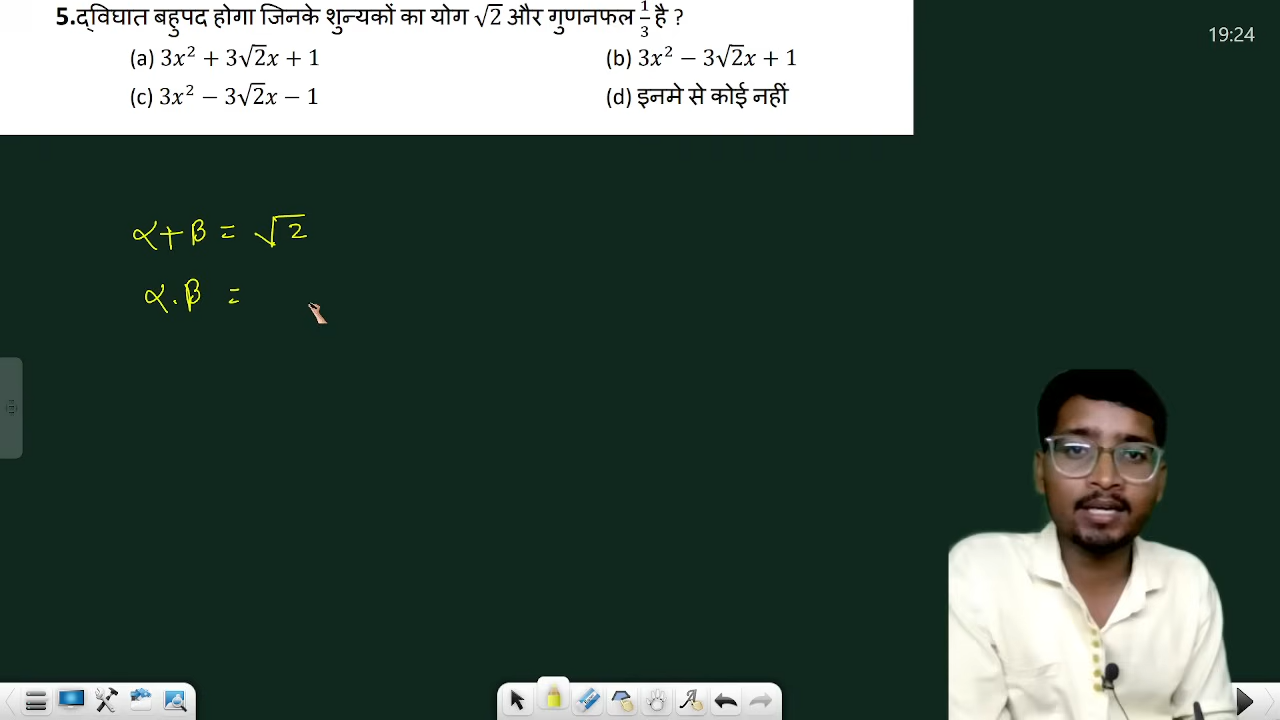 5.द्विघात बहुपद होगा जिनके शुन्यकों का योग √2 और गुणनफल 1/3 है ?
(a) 3x² + 3√2x + 1 (b) 3x² − 3√2x + 1
(c) 3x² − 3√2x − 1 (d) इनमे से कोई नहीं
19:24
α+β = √2
α.β =